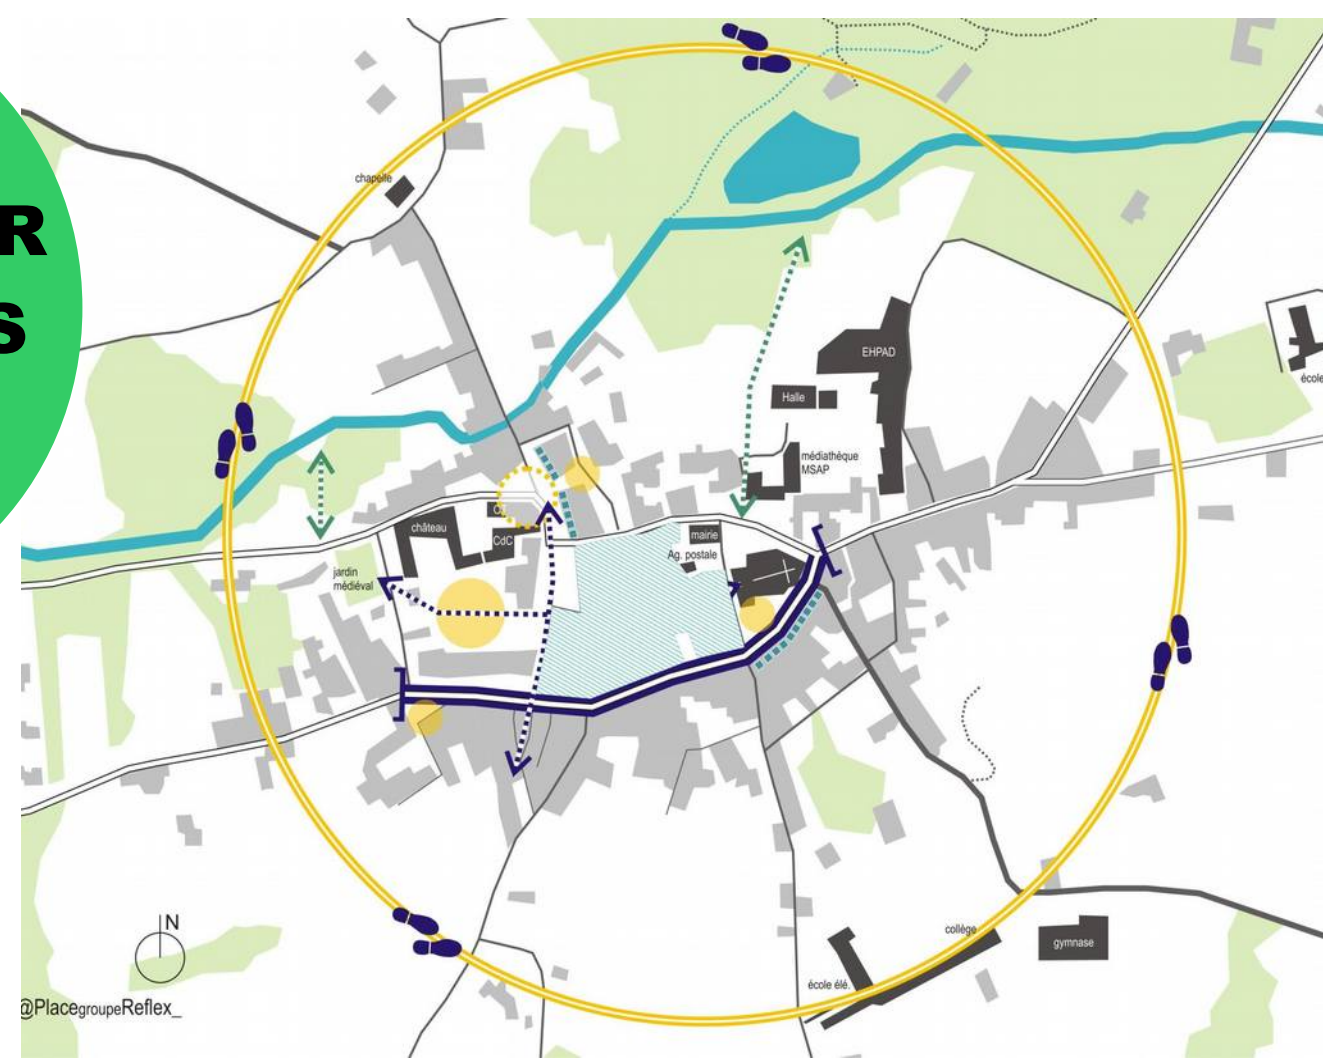 R
S
chapelle
EHPAD
Halle
école
médiathèque
MSAP
château
CdC
mairie
Ag. postale
jardin
médiéval
N
collège
gymnase
école élé.
@PlacegroupeReflex_